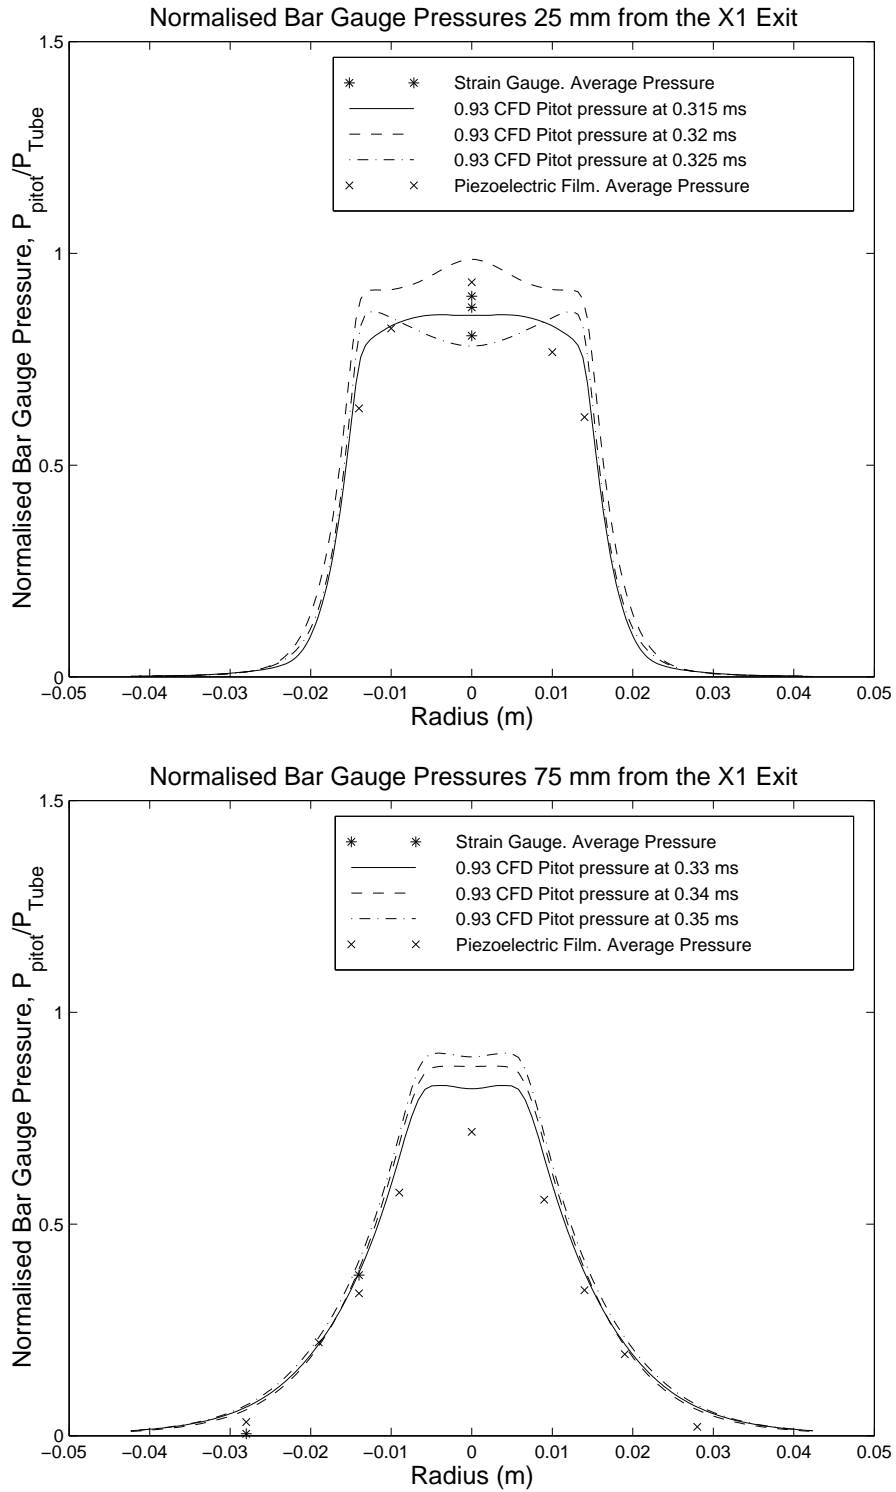 Normalised Bar Gauge Pressures 25 mm from the X1 Exit
1.5
Strain Gauge. Average Pressure
0.93 CFD Pitot pressure at 0.315 ms
0.93 CFD Pitot pressure at 0.32 ms
0.93 CFD Pitot pressure at 0.325 ms
Piezoelectric Film. Average Pressure
1
0.5
0
Normalised Bar Gauge Pressure, P_pitot/P_Tube
−0.05 −0.04 −0.03 −0.02 −0.01 0 0.01 0.02 0.03 0.04 0.05
Radius (m)
Normalised Bar Gauge Pressures 75 mm from the X1 Exit
1.5
Strain Gauge. Average Pressure
0.93 CFD Pitot pressure at 0.33 ms
0.93 CFD Pitot pressure at 0.34 ms
0.93 CFD Pitot pressure at 0.35 ms
Piezoelectric Film. Average Pressure
1
0.5
0
Normalised Bar Gauge Pressure, P_pitot/P_Tube
−0.05 −0.04 −0.03 −0.02 −0.01 0 0.01 0.02 0.03 0.04 0.05
Radius (m)